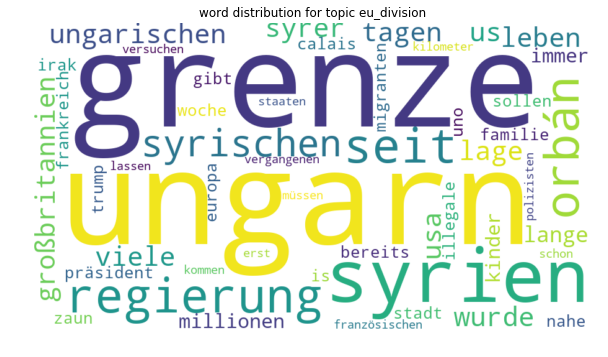 word distribution for topic eu_division
ungarischen syrer tagen us leben
versuchen calais kilometer immer
irak grenze
frankreich gibt migranten
woche staaten uno sollen
großbritannien syrischen seit familie orbán
lassen vergangenen lage
trump europa ungarn polizisten
müssen illegale
viele erst bereits usa kinder lange
präsident kommen is syrien schon
regierung stadt wurde
zaun millionen französischen nahe